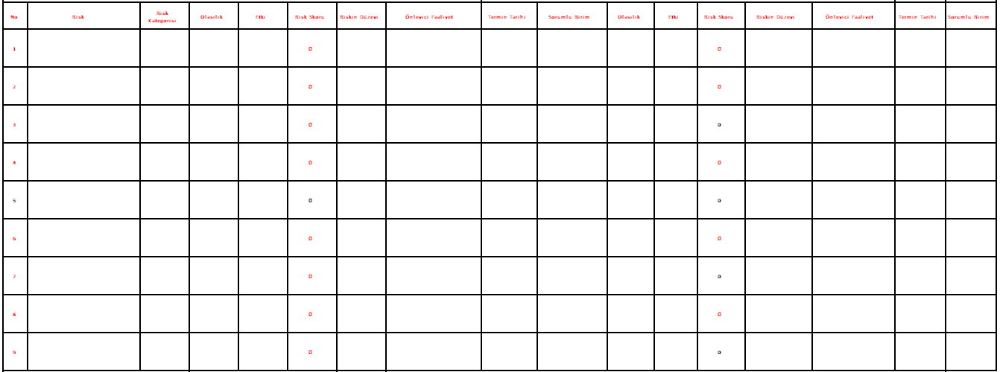 No Risk Risk Kategorisi Olasılık Etki Risk Skoru Riskin Düzeyi Önleyici Faaliyet Termin Tarihi Sorumlu Birim Olasılık Etki Risk Skoru Riskin Düzeyi Önleyici Faaliyet Termin Tarihi Sorumlu Birim
1 0 0
2 0 0
3 0 0
4 0 0
5 0 0
6 0 0
7 0 0
8 0 0
9 0 0